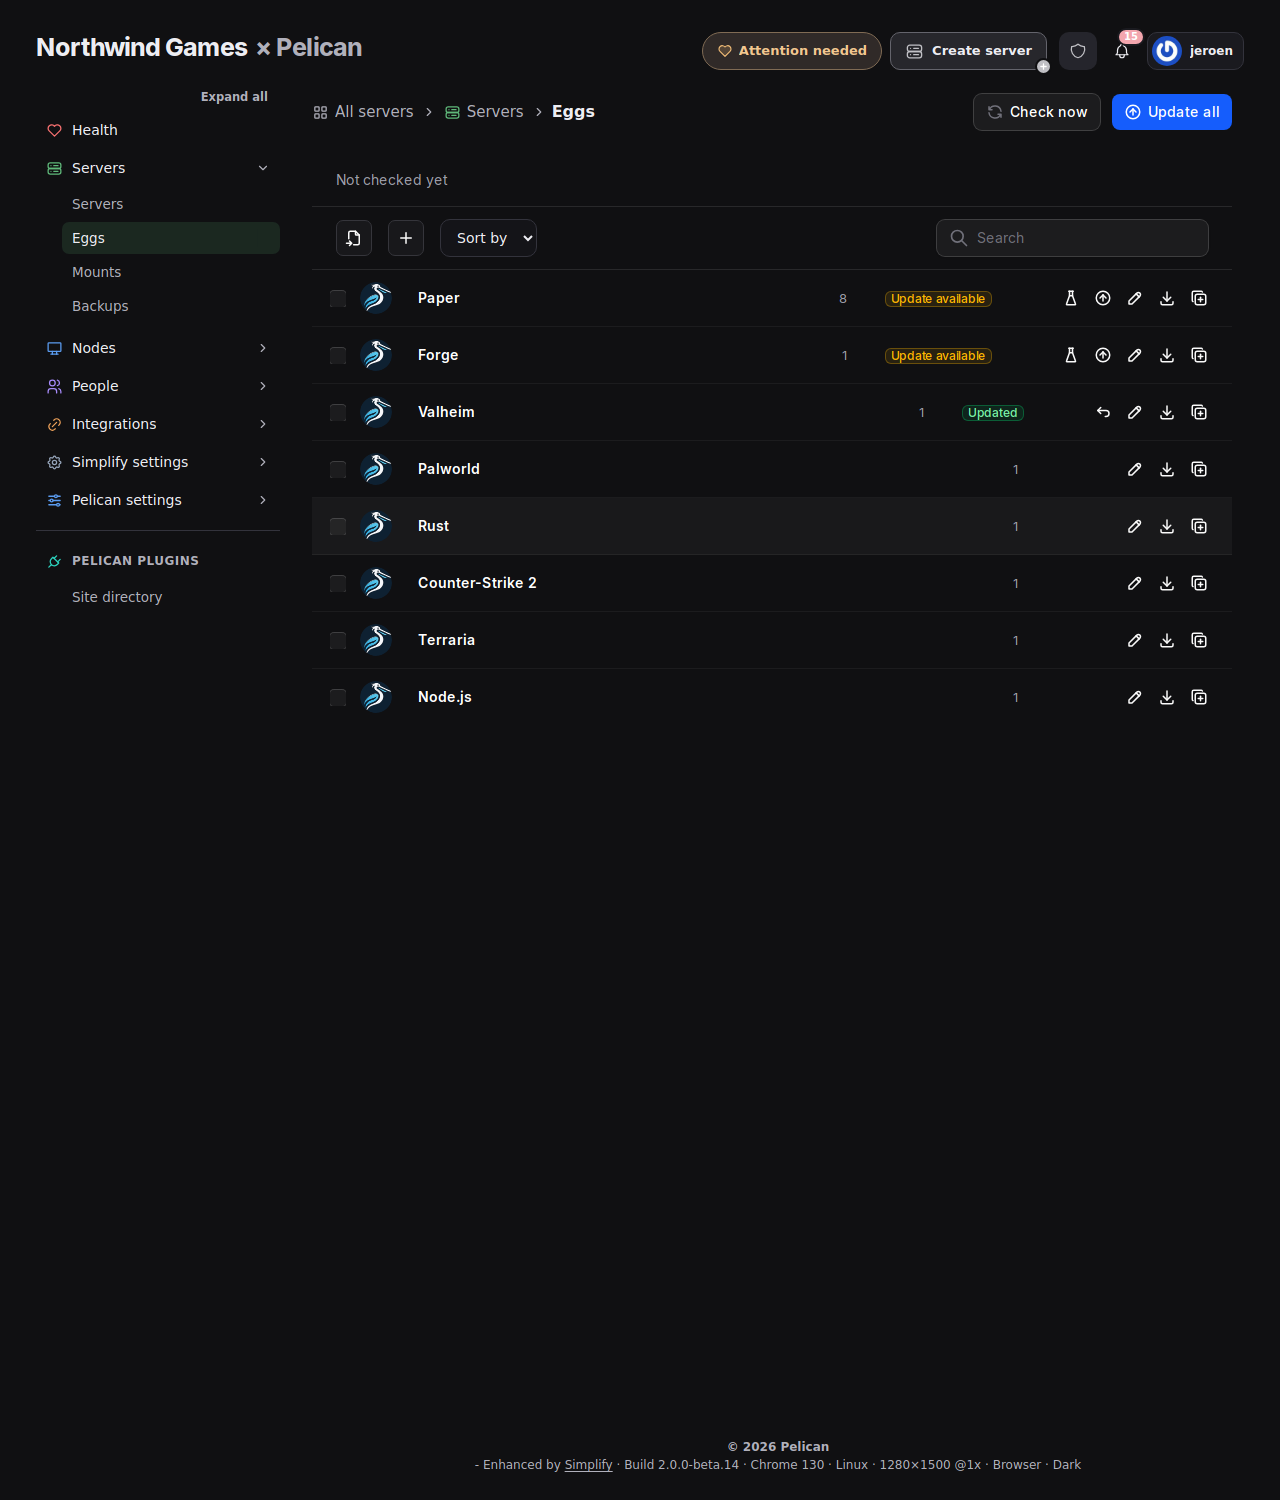 Northwind Games × Pelican
Attention needed
Create server
15
jeroen
Expand all
Health
Servers
Servers
Eggs
Mounts
Backups
Nodes
People
Integrations
Simplify settings
Pelican settings
PELICAN PLUGINS
Site directory
All servers > Servers > Eggs
Check now
Update all
Not checked yet
Sort by
Search
Paper 8 Update available
Forge 1 Update available
Valheim 1 Updated
Palworld 1
Rust 1
Counter-Strike 2 1
Terraria 1
Node.js 1
© 2026 Pelican
- Enhanced by Simplify · Build 2.0.0-beta.14 · Chrome 130 · Linux · 1280×1500 @1x · Browser · Dark